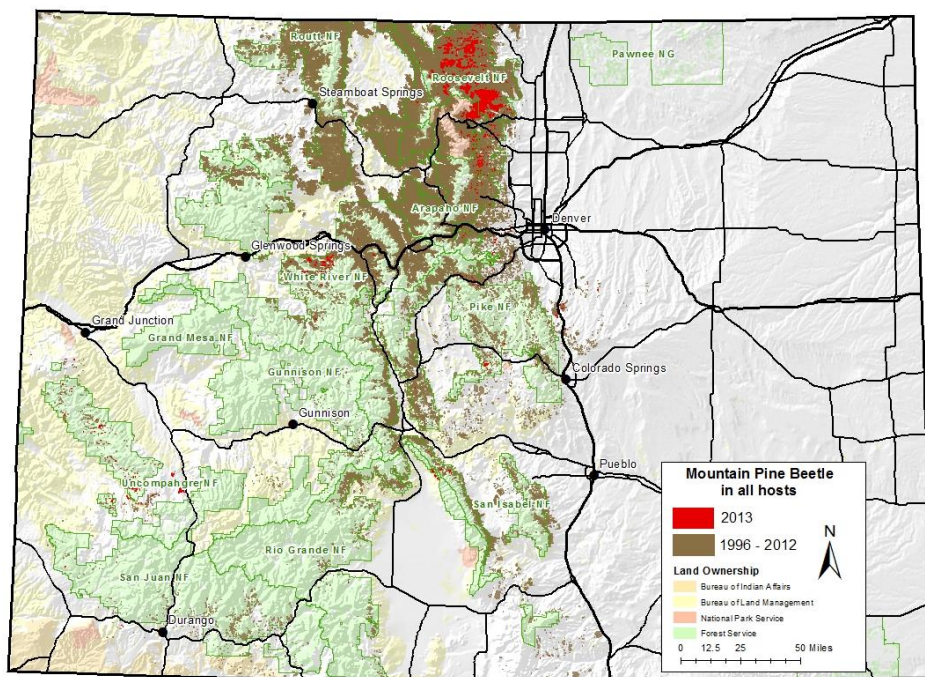 Routt NF
Pawnee NG
Roosevelt NF
Steamboat Springs
Arapaho NF
Denver
Glenwood Springs
White River NF
Pike NF
Grand Junction
Grand Mesa NF
Gunnison NF
Colorado Springs
Gunnison
Pueblo
Uncompahgre NF
San Isabel NF
Rio Grande NF
San Juan NF
Durango
Mountain Pine Beetle
in all hosts
2013
1996 - 2012
N
Land Ownership
Bureau of Indian Affairs
Bureau of Land Management
National Park Service
Forest Service
0 12.5 25 50 Miles